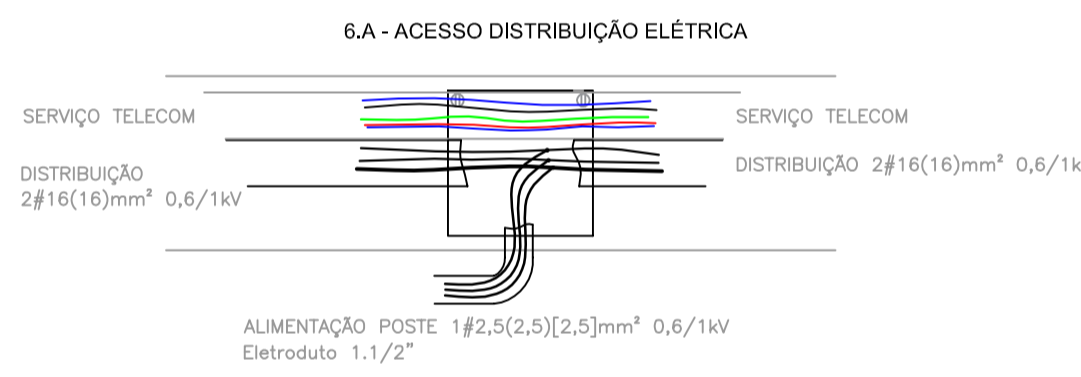 6.A - ACESSO DISTRIBUIÇÃO ELÉTRICA
SERVIÇO TELECOM
SERVIÇO TELECOM
DISTRIBUIÇÃO
2#16(16)mm² 0,6/1kV
DISTRIBUIÇÃO 2#16(16)mm² 0,6/1k
ALIMENTAÇÃO POSTE 1#2,5(2,5)[2,5]mm² 0,6/1kV
Eletroduto 1.1/2"